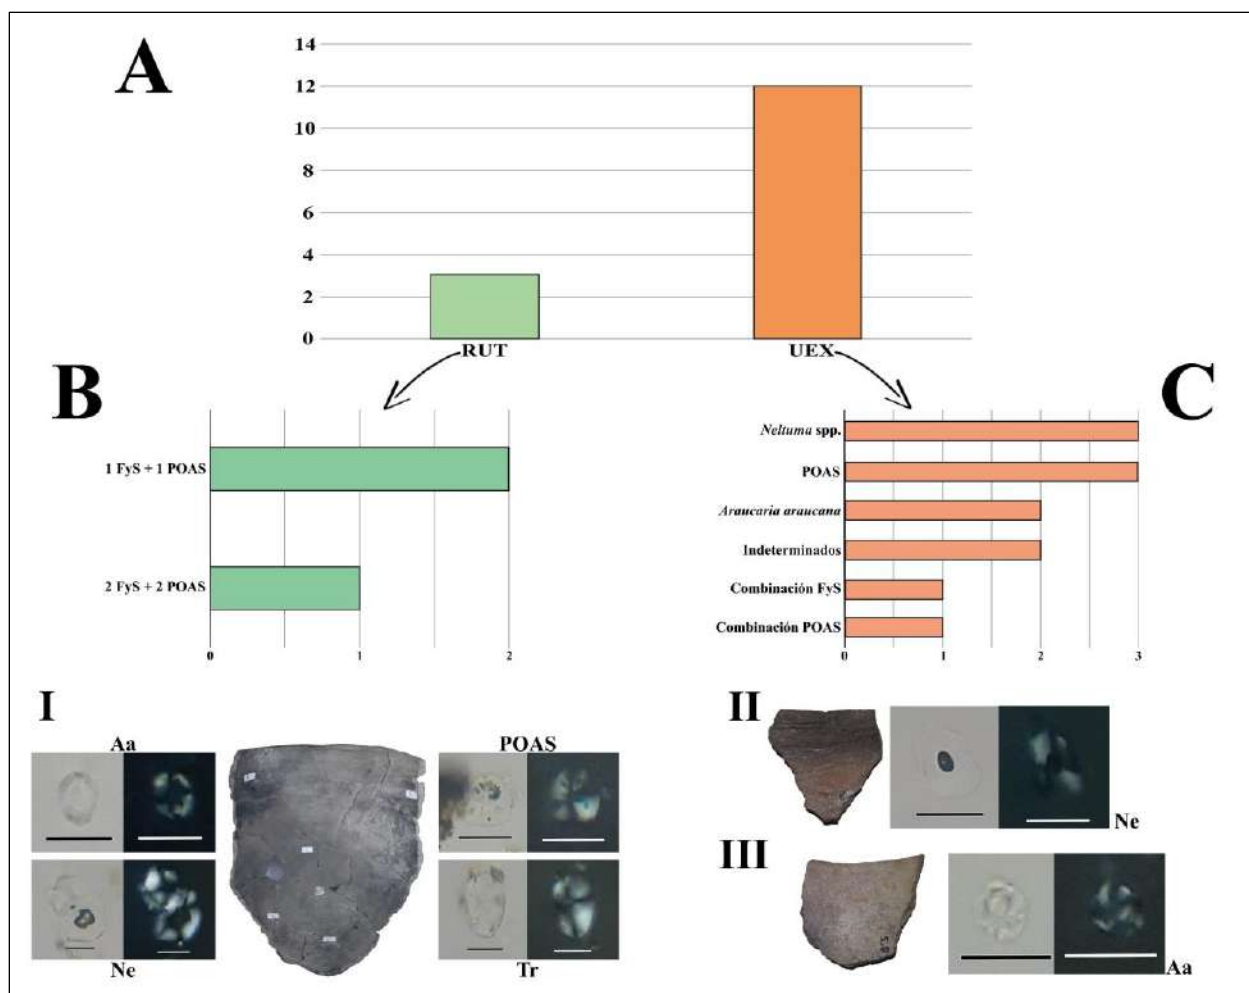 A
14
12
10
8
6
4
2
0
RUT
UEX
B
1 FyS + 1 POAS
2 FyS + 2 POAS
0
1
2
C
Neltuma spp.
POAS
Araucaria araucana
Indeterminados
Combinación FyS
Combinación POAS
0
1
2
3
I
Aa
POAS
Ne
Tr
II
Ne
III
Aa